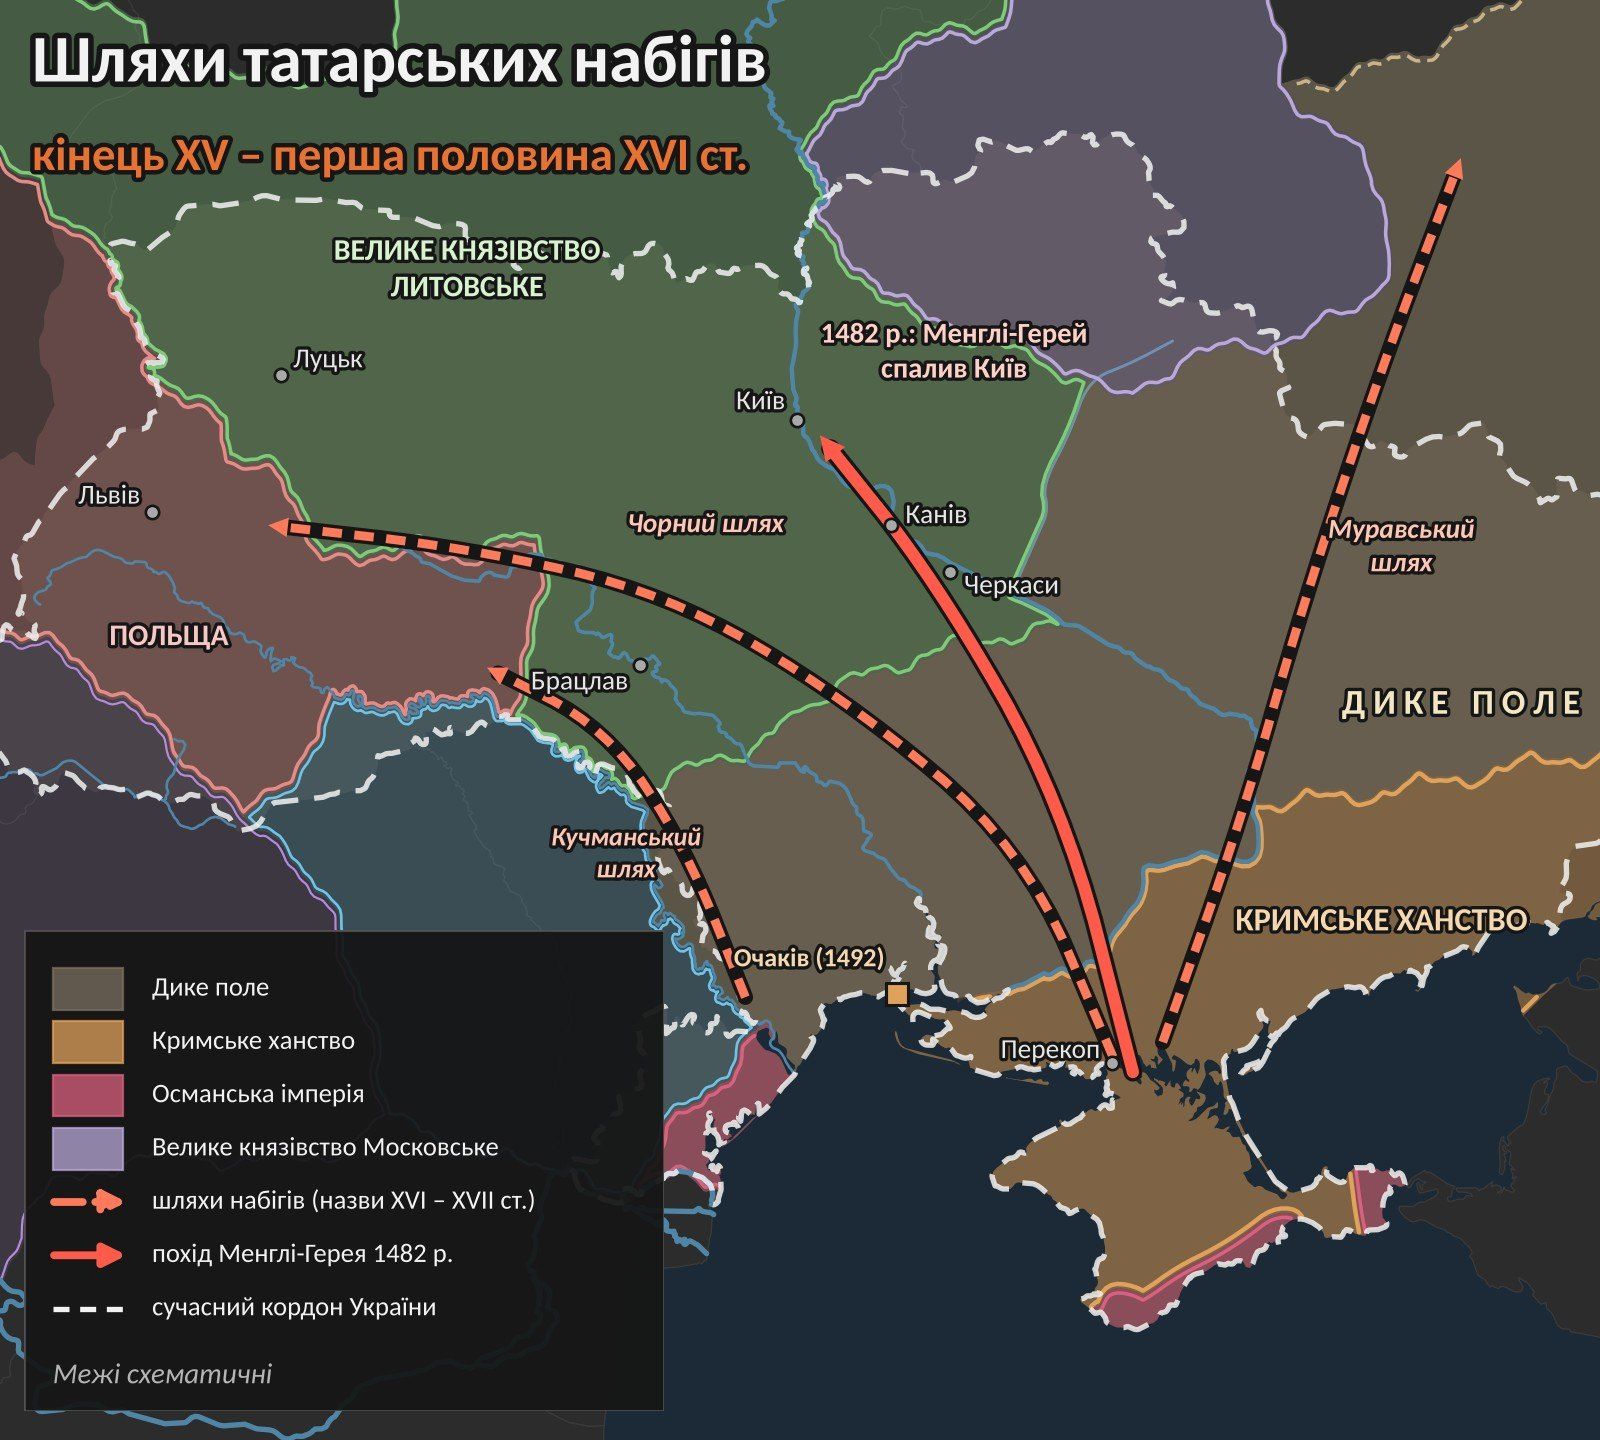 Шляхи татарських набігів
кінець XV – перша половина XVI ст.
ВЕЛИКЕ КНЯЗІВСТВО
ЛИТОВСЬКЕ
1482 р.: Менглі-Герей
спалив Київ
Луцьк
Київ
Львів
Чорний шлях
Канів
Муравський
шлях
Черкаси
ПОЛЬЩА
Брацлав
ДИКЕ ПОЛЕ
Кучманський
шлях
КРИМСЬКЕ ХАНСТВО
Очаків (1492)
Перекоп
Дике поле
Кримське ханство
Османська імперія
Велике князівство Московське
шляхи набігів (назви XVI – XVII ст.)
похід Менглі-Герея 1482 р.
сучасний кордон України
Межі схематичні